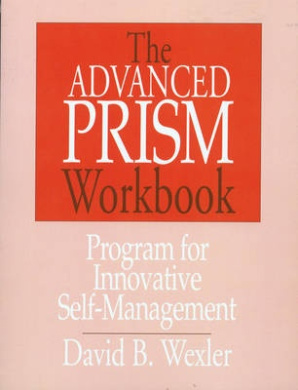 The
ADVANCED
PRISM
Workbook
Program for
Innovative
Self-Management
David B. Wexler